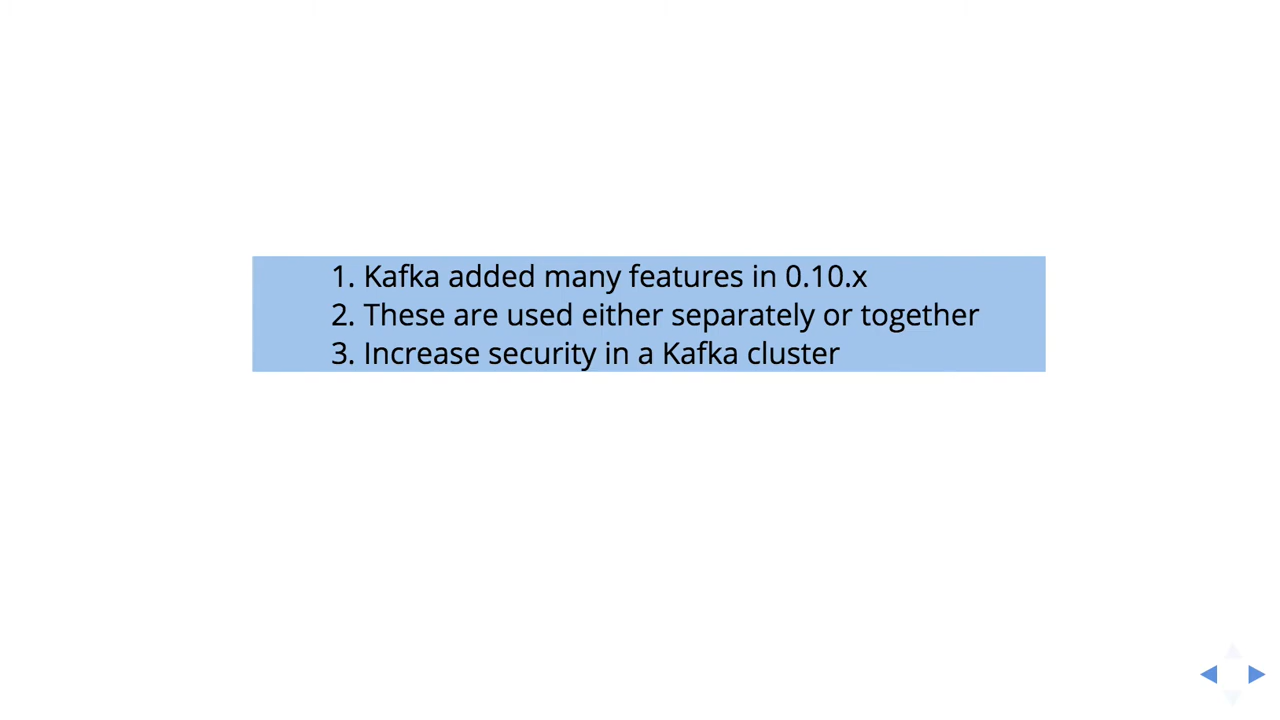 1. Kafka added many features in 0.10.x
2. These are used either separately or together
3. Increase security in a Kafka cluster